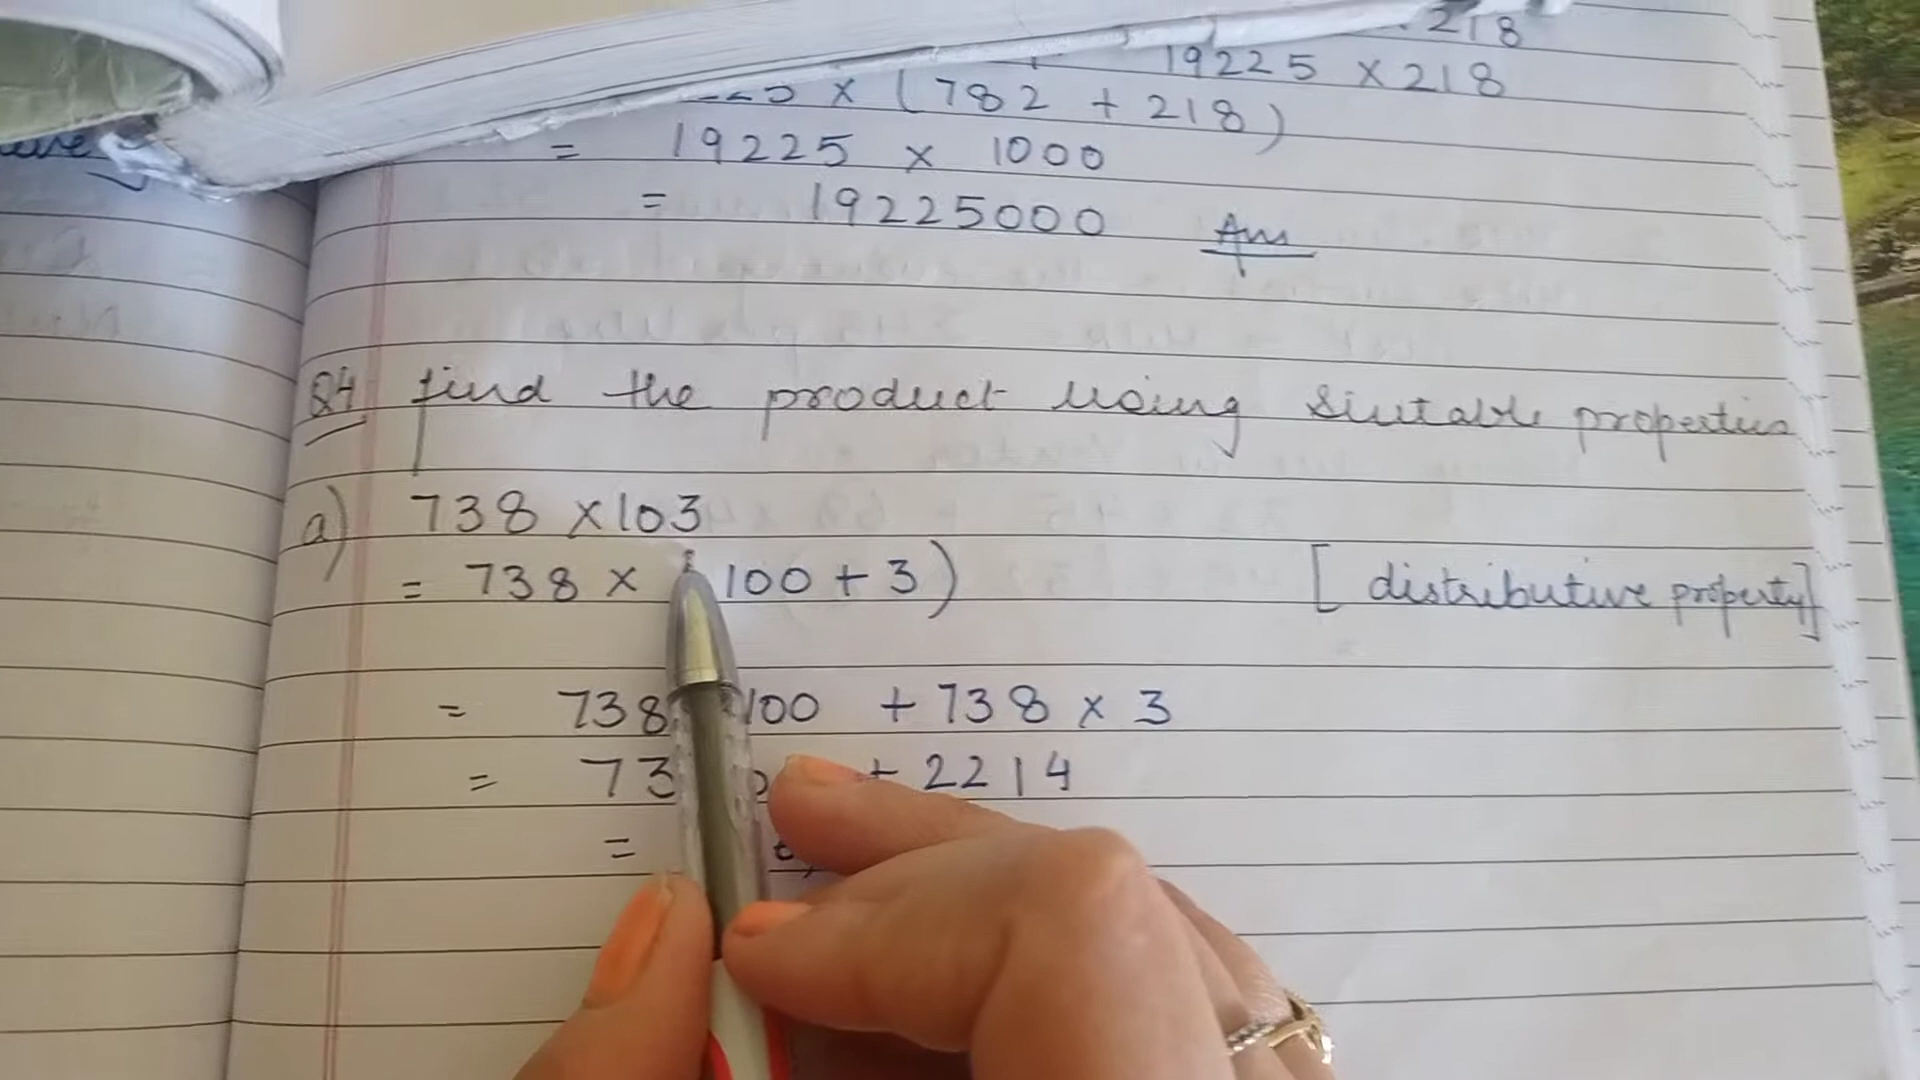 218
19225 × 218
× (782 + 218)
= 19225 × 1000
= 19225000 Ans
Q4 find the product using suitable properties
a) 738 × 103
= 738 × 100 + 3) [distributive property]
= 738 100 + 738 × 3
= 73 + 2214
=